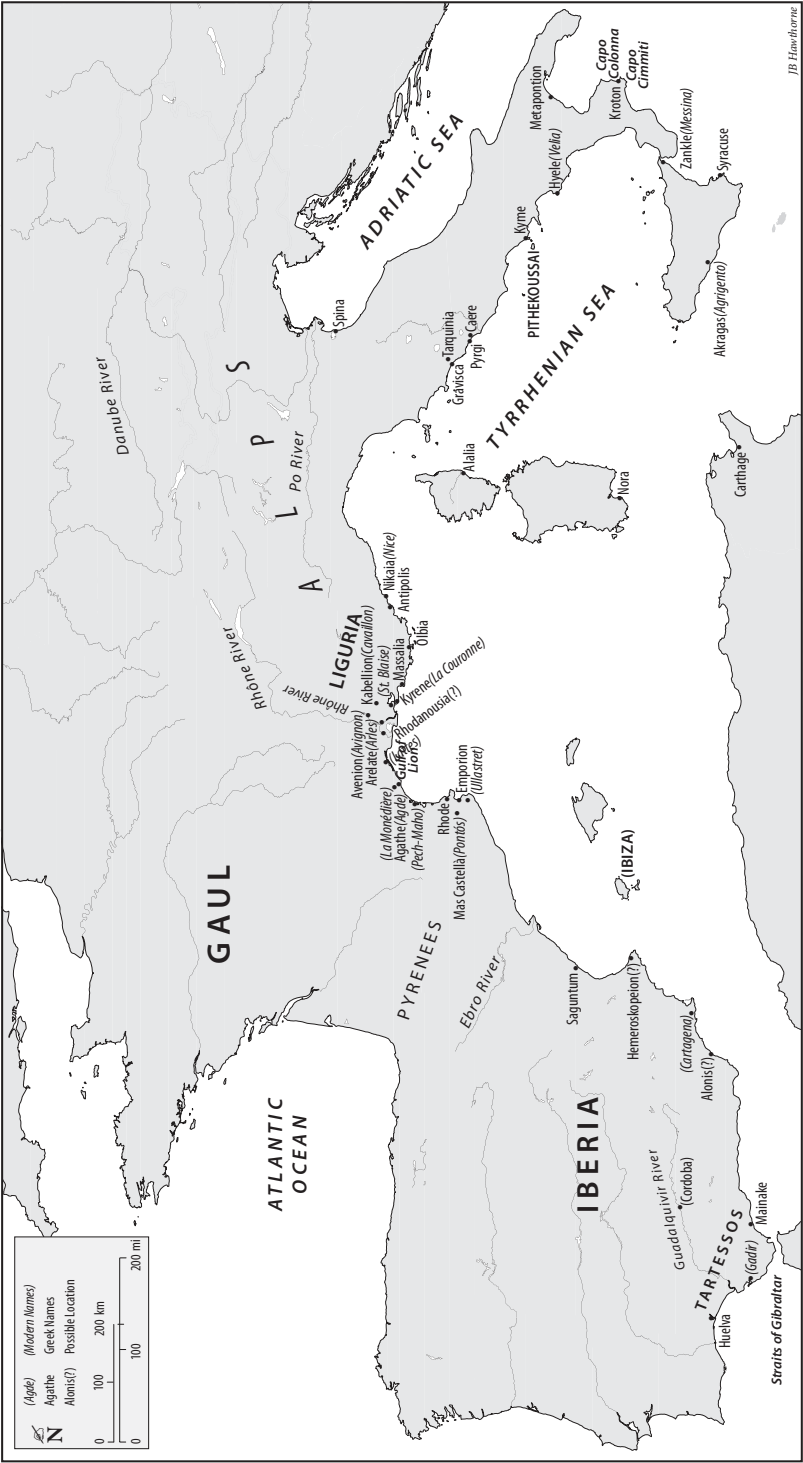 (Agde) (Modern Names)
Agathe Greek Names
Alonis(?) Possible Location
N
0 100 200 km
0 100 200 mi
ATLANTIC
OCEAN
GAUL
Danube River
A L P S
Po River
Rhône River
Rhône River
LIGURIA
ADRIATIC SEA
Spina
Avenion(Avignon)
Kabellion(Cavaillon)
Arelate(Arles)
(St. Blaise)
Massalia
Kyrene(La Couronne)
Rhodanousia(?)
Olbia
Antipolis
Nikaia(Nice)
Gulf of
Lion
(La Monédière)
Agathe(Agde)
(Pech-Maho)
Rhode
Emporion
(Ullastret)
Mas Castellà(Pontós)
PYRENEES
Ebro River
IBERIA
Saguntum
Hemeroskopeion(?)
(Cartagena)
Alonis(?)
Guadalquivir River
(Cordoba)
TARTESSOS
Mainake
(Gadir)
Huelva
Straits of Gibraltar
(IBIZA)
Alalia
Nora
Carthage
Tarquinia
Gravisca
Caere
Pyrgi
TYRRHENIAN SEA
PITHEKOUSSAI
Kyme
Hyele(Velia)
Metapontion
Kroton
Capo
Colonna
Capo
Cimmiti
Zankle(Messina)
Syracuse
Akragas(Agrigento)
JB Hawthorne